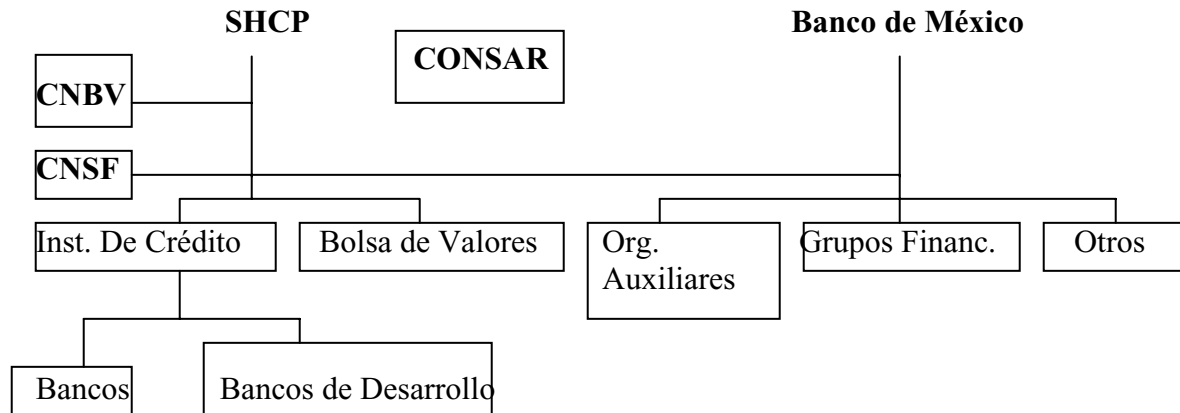 SHCP
Banco de México
CONSAR
CNBV
CNSF
Inst. De Crédito
Bolsa de Valores
Org.
Auxiliares
Grupos Financ.
Otros
Bancos
Bancos de Desarrollo